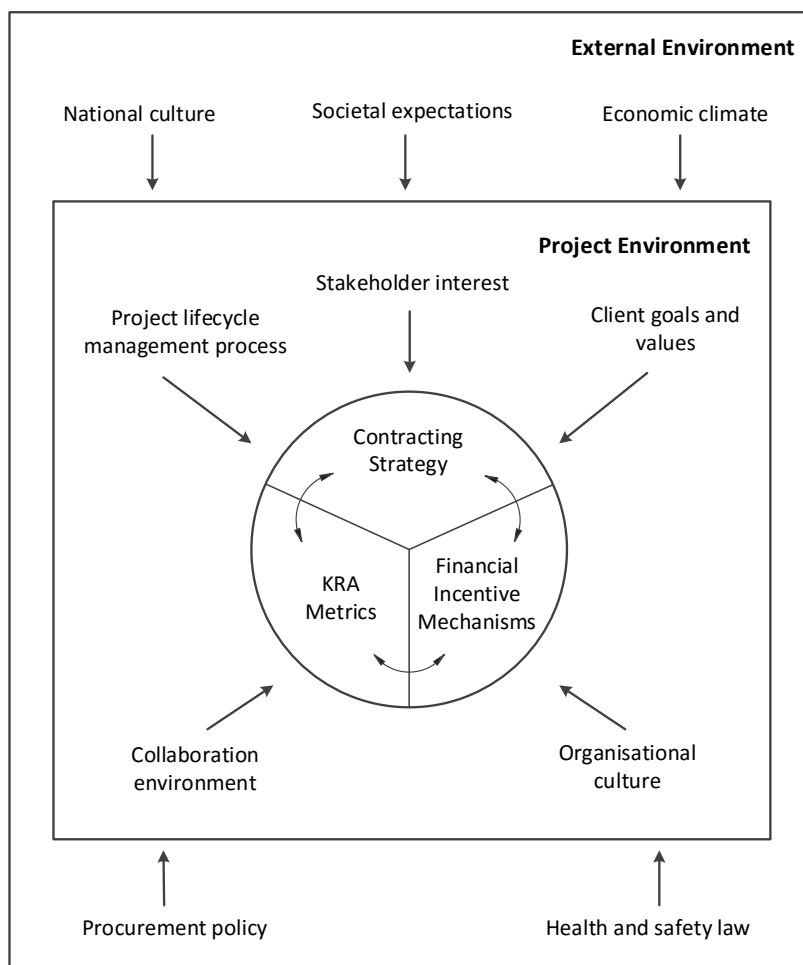 External Environment
National culture
Societal expectations
Economic climate
Project Environment
Stakeholder interest
Project lifecycle
management process
Client goals and
values
Contracting
Strategy
KRA
Metrics
Financial
Incentive
Mechanisms
Collaboration
environment
Organisational
culture
Procurement policy
Health and safety law